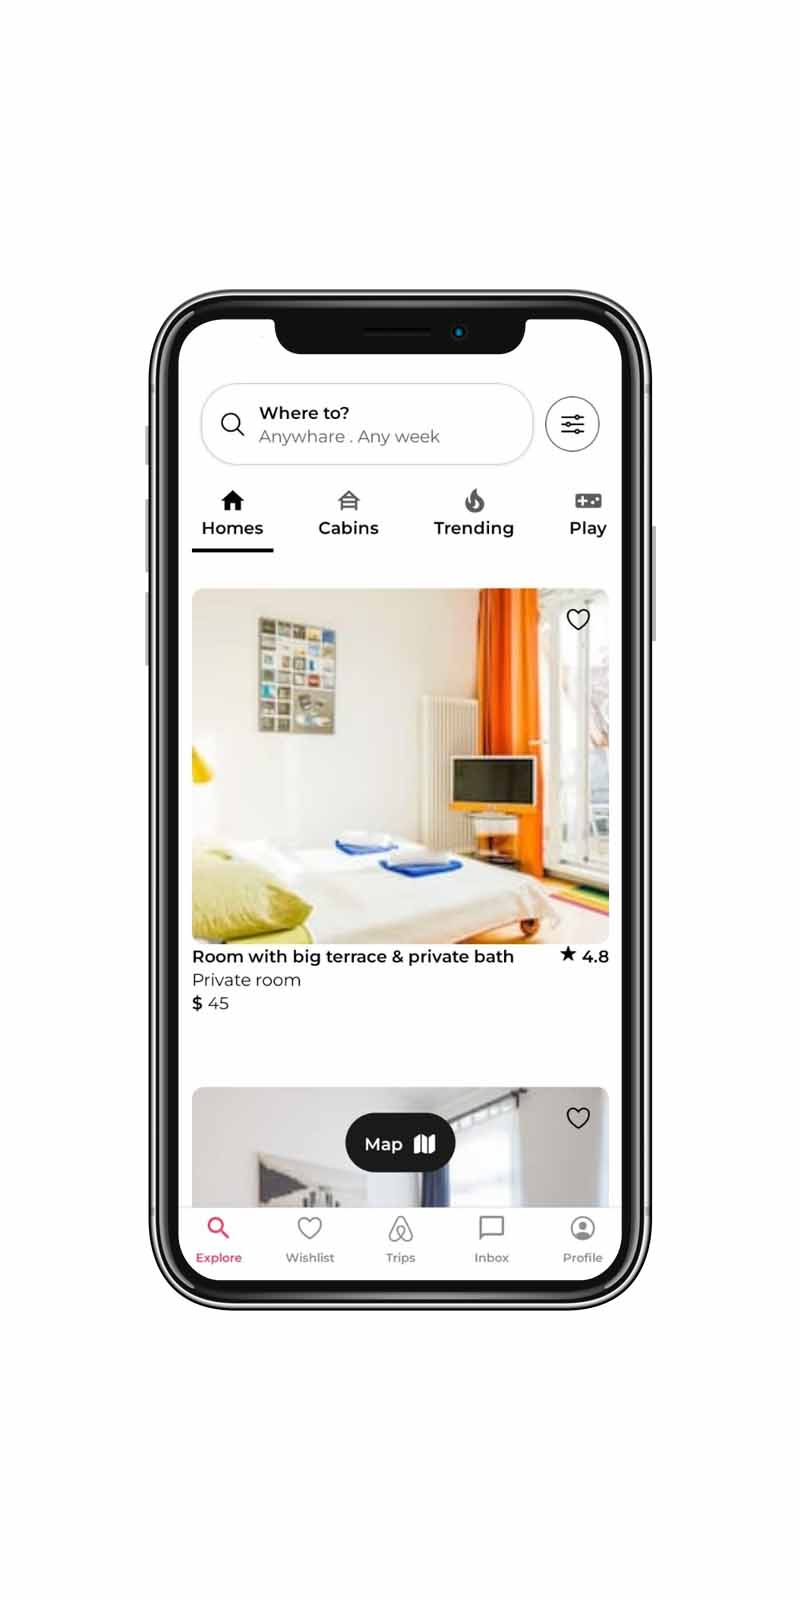 Where to?
Anywhare . Any week
Homes
Cabins
Trending
Play
Room with big terrace & private bath
4.8
Private room
$ 45
Map
Explore
Wishlist
Trips
Inbox
Profile